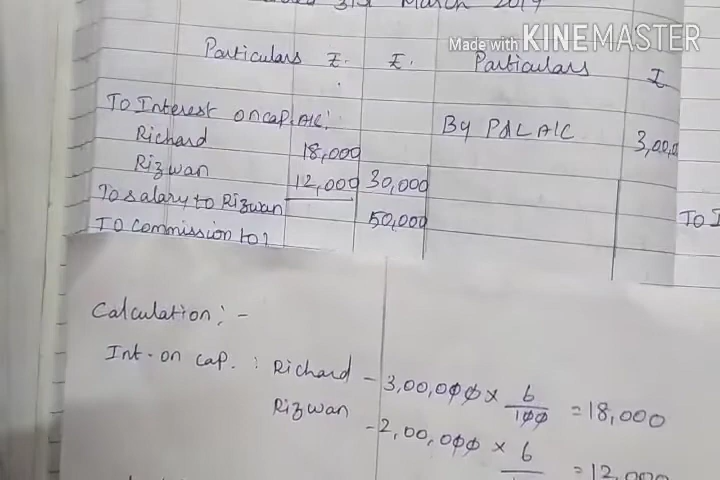 31st March 2019
Made with KINEMASTER
Particulars ₹. ₹. Particulars ₹
To Interest on cap. A/c: By P&L A/C 3,00,0
Richard 18,000
Rizwan 12,000 30,000
To salary to Rizwan 50,000
To commission to
To I
Calculation:-
Int. on cap. : Richard - 3,00,000 × 6/100 = 18,000
Rizwan - 2,00,000 × 6 = 12,000